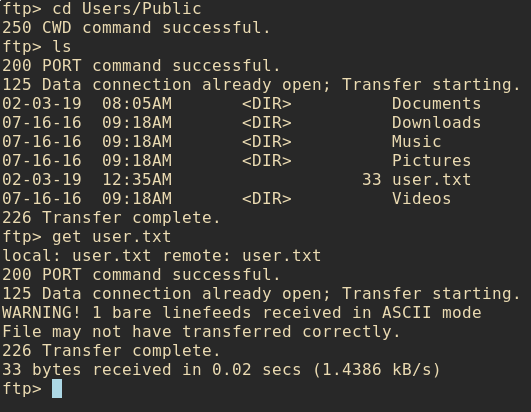 ftp> cd Users/Public
250 CWD command successful.
ftp> ls
200 PORT command successful.
125 Data connection already open; Transfer starting.
02-03-19  08:05AM       <DIR>          Documents
07-16-16  09:18AM       <DIR>          Downloads
07-16-16  09:18AM       <DIR>          Music
07-16-16  09:18AM       <DIR>          Pictures
02-03-19  12:35AM                   33 user.txt
07-16-16  09:18AM       <DIR>          Videos
226 Transfer complete.
ftp> get user.txt
local: user.txt remote: user.txt
200 PORT command successful.
125 Data connection already open; Transfer starting.
WARNING! 1 bare linefeeds received in ASCII mode
File may not have transferred correctly.
226 Transfer complete.
33 bytes received in 0.02 secs (1.4386 kB/s)
ftp>